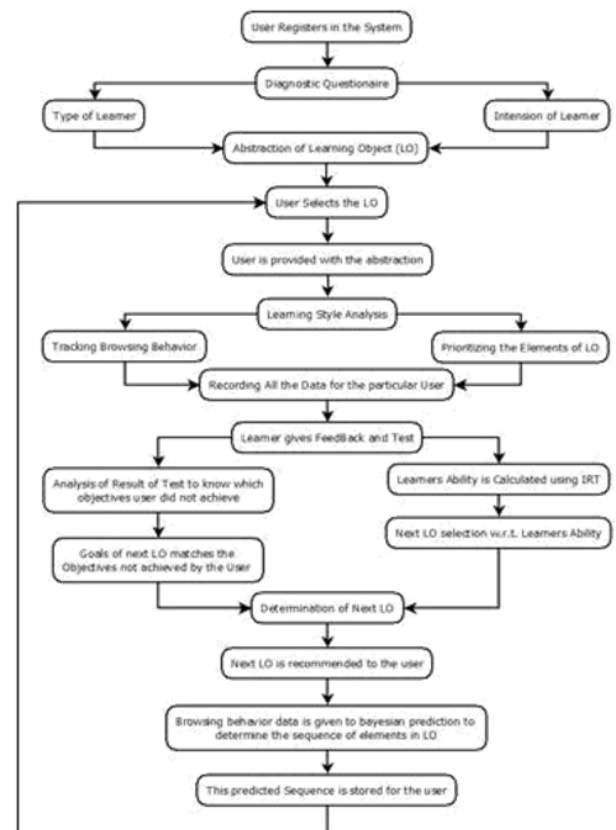 User Registers in the System
Diagnostic Questionaire
Type of Learner
Intension of Learner
Abstraction of Learning Object (LO)
User Selects the LO
User is provided with the abstraction
Learning Style Analysis
Tracking Browsing Behavior
Prioritizing the Elements of LO
Recording All the Data for the particular User
Learner gives FeedBack and Test
Analysis of Result of Test to know which
objectives user did not achieve
Learners Ability is Calculated using IRT
Goals of next LO matches the
Objectives not achieved by the User
Next LO selection w.r.t. Learners Ability
Determination of Next LO
Next LO is recommended to the user
Browsing behavior data is given to bayesian prediction to
determine the sequence of elements in LO
This predicted Sequence is stored for the user